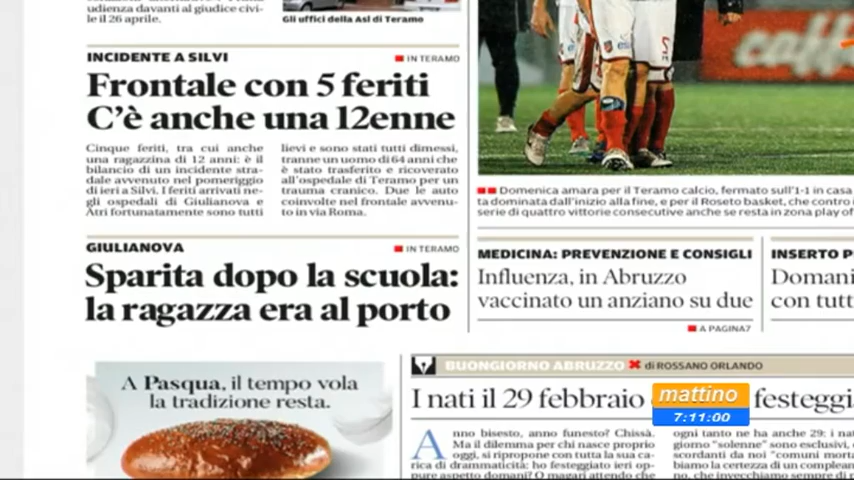 udienza davanti al giudice civi-
le il 26 aprile.
Gli uffici della Asl di Teramo
INCIDENTE A SILVI
IN TERAMO
Frontale con 5 feriti
C'è anche una 12enne
Cinque feriti, tra cui anche
una ragazzina di 12 anni: è il
bilancio di un incidente stra-
dale avvenuto nel pomeriggio
di ieri a Silvi. I feriti arrivati ne-
gli ospedali di Giulianova e
Atri fortunatamente sono tutti
lievi e sono stati tutti dimessi,
tranne un uomo di 64 anni che
è stato trasferito e ricoverato
all'ospedale di Teramo per un
trauma cranico. Due le auto
coinvolte nel frontale avvenu-
to in via Roma.
GIULIANOVA
IN TERAMO
Sparita dopo la scuola:
la ragazza era al porto
A Pasqua, il tempo vola
la tradizione resta.
caffè
Domenica amara per il Teramo calcio, fermato sull'1-1 in casa
ta dominata dall'inizio alla fine, e per il Roseto basket, che contro i
serie di quattro vittorie consecutive anche se resta in zona play of
MEDICINA: PREVENZIONE E CONSIGLI
Influenza, in Abruzzo
vaccinato un anziano su due
A PAGINA 7
INSERTO P
Domani
con tutt
BUONGIORNO ABRUZZO
di ROSSANO ORLANDO
I nati il 29 febbraio
festeggi
Anno bisesto, anno funesto? Chissà.
Ma il dilemma per chi nasce proprio
oggi, si ripropone con tutta la sua ca-
rica di drammaticità: ho festeggiato ieri op-
pure aspetto domani? O magari attendo che
ogni tanto ne ha anche 29: i nat
giorno "solenne" sono esclusivi,
scordanti da noi "comuni morta
biamo la certezza di un complean
no, che invecchiamo sempre di p
mattino
7:11:00